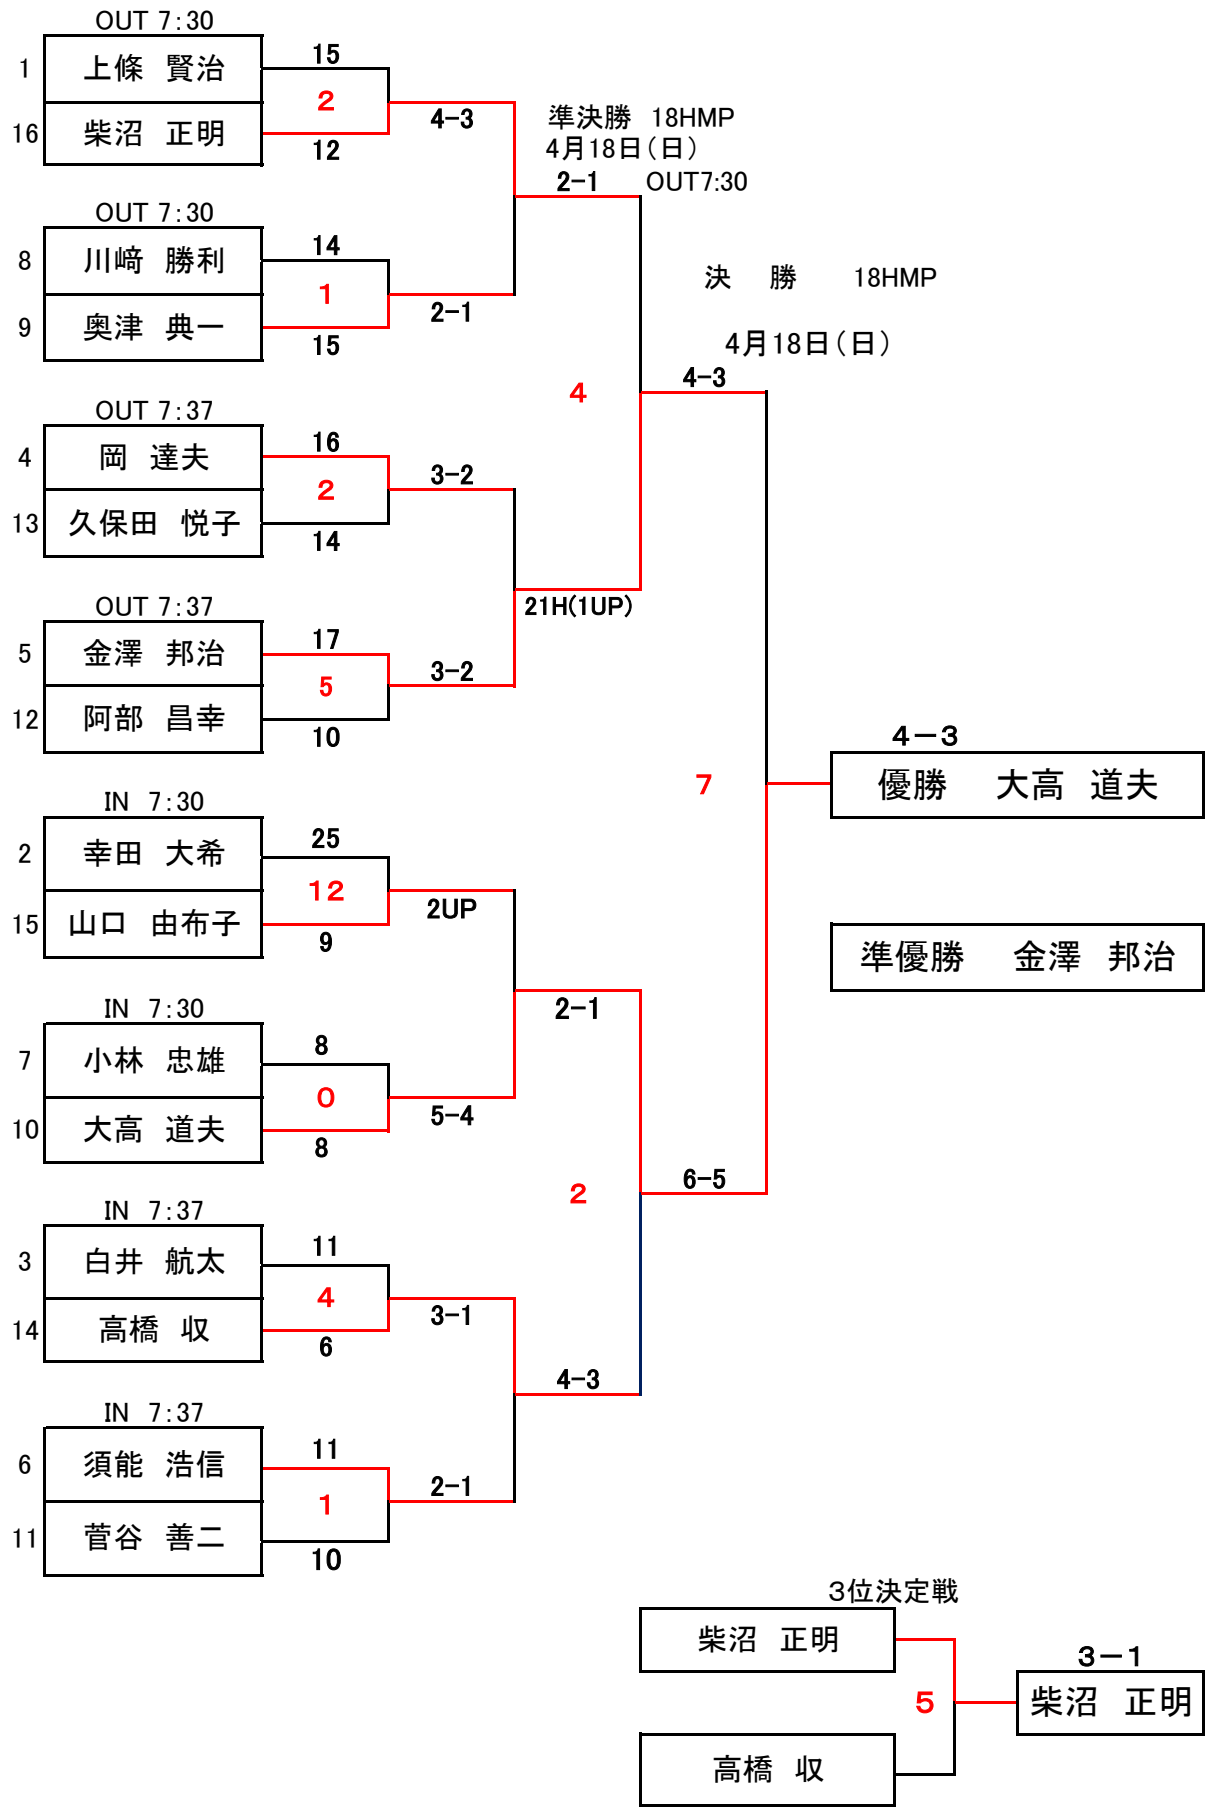 OUT 7:30
1 上條 賢治 15
2
16 柴沼 正明 12
4-3
準決勝 18HMP
4月18日(日)
2-1 OUT7:30
OUT 7:30
8 川﨑 勝利 14
1
9 奥津 典一 15
2-1
決 勝 18HMP
4月18日(日)
4
4-3
OUT 7:37
4 岡 達夫 16
2
13 久保田 悦子 14
3-2
21H(1UP)
OUT 7:37
5 金澤 邦治 17
5
12 阿部 昌幸 10
3-2
7
4-3
優勝 大高 道夫
準優勝 金澤 邦治
IN 7:30
2 幸田 大希 25
12
15 山口 由布子 9
2UP
2-1
IN 7:30
7 小林 忠雄 8
0
10 大高 道夫 8
5-4
2
6-5
IN 7:37
3 白井 航太 11
4
14 高橋 収 6
3-1
4-3
IN 7:37
6 須能 浩信 11
1
11 菅谷 善二 10
2-1
3位決定戦
柴沼 正明
5
高橋 収
3-1
柴沼 正明